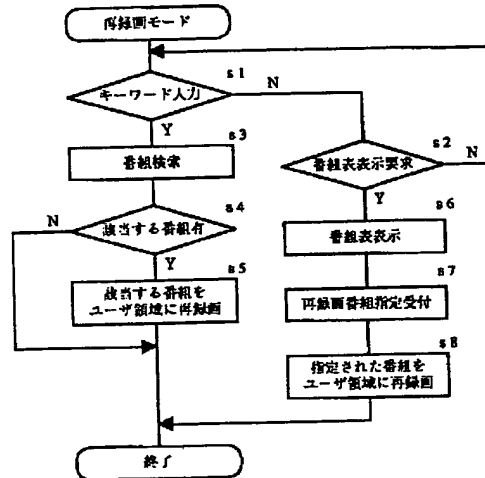 再録画モード
s1
キーワード入力
N
Y
s3
番組検索
s2
番組表表示要求
N
Y
s4
N
該当する番組有
Y
s6
番組表表示
s5
該当する番組を
ユーザ領域に再録画
s7
再録画番組指定受付
s8
指定された番組を
ユーザ領域に再録画
終了